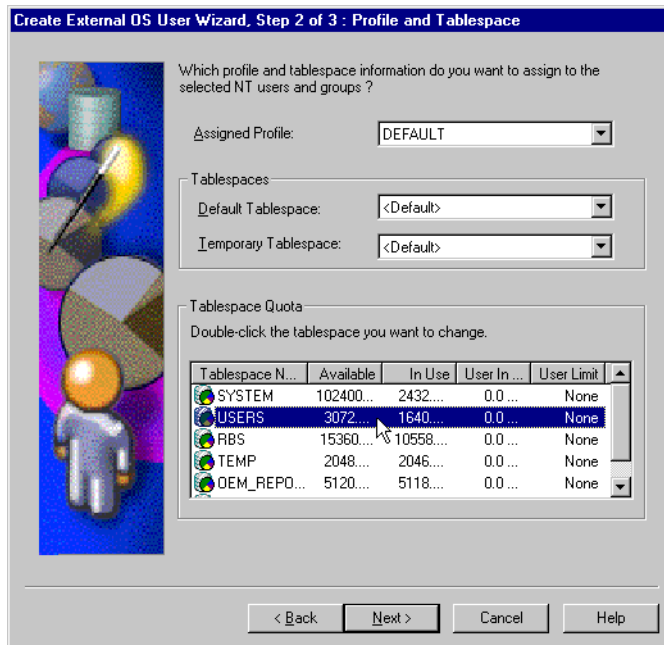 Create External OS User Wizard, Step 2 of 3 : Profile and Tablespace
Which profile and tablespace information do you want to assign to the
selected NT users and groups ?
Assigned Profile: DEFAULT
Tablespaces
Default Tablespace: <Default>
Temporary Tablespace: <Default>
Tablespace Quota
Double-click the tablespace you want to change.
Tablespace N... Available In Use User In ... User Limit
SYSTEM 102400... 2432.... 0.0 ... None
USERS 3072.... 1640.... 0.0 ... None
RBS 15360.... 10558.... 0.0 ... None
TEMP 2048.... 2046.... 0.0 ... None
OEM_REPO... 5120.... 5118.... 0.0 ... None
< Back Next > Cancel Help